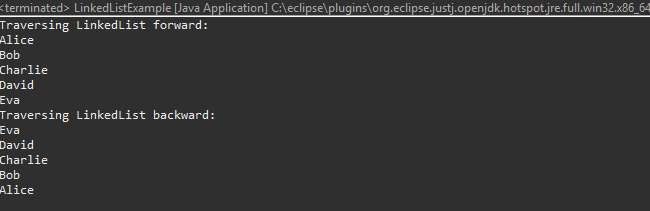 <terminated> LinkedListExample [Java Application] C:\eclipse\plugins\org.eclipse.justj.openjdk.hotspot.jre.full.win32.x86_64
Traversing LinkedList forward:
Alice
Bob
Charlie
David
Eva
Traversing LinkedList backward:
Eva
David
Charlie
Bob
Alice